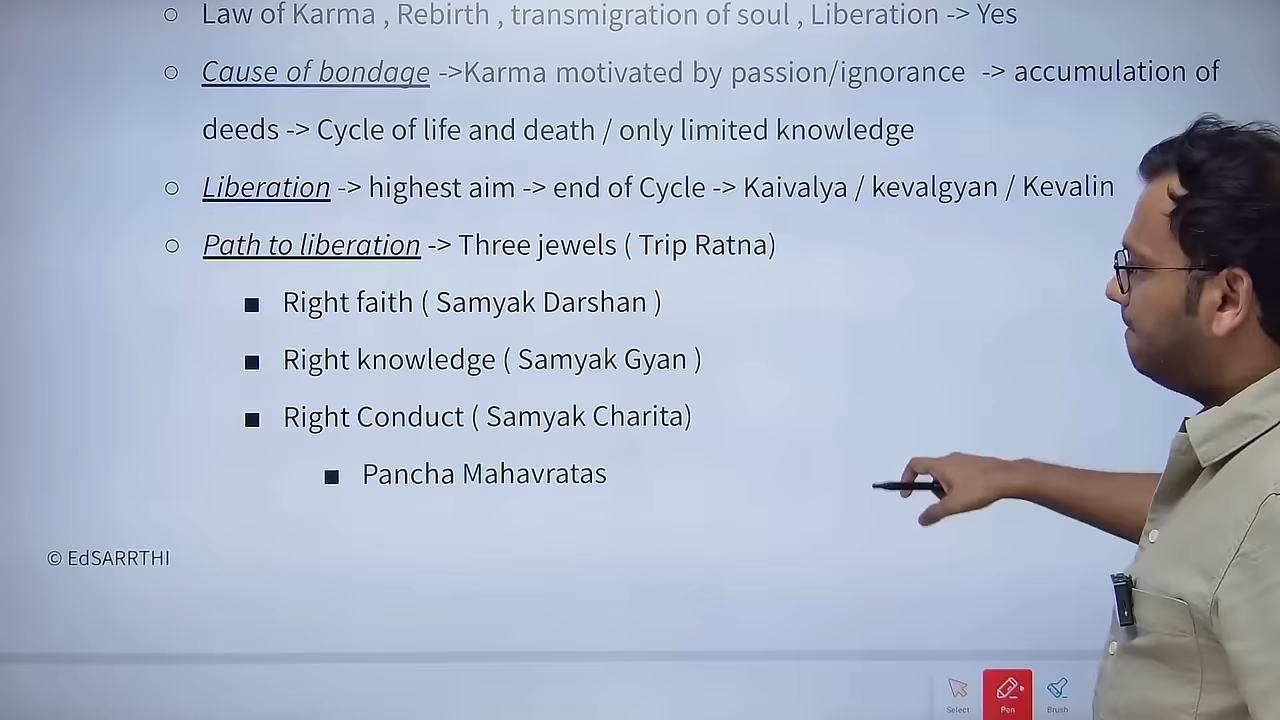 ○ Law of Karma , Rebirth , transmigration of soul , Liberation -> Yes
○ Cause of bondage ->Karma motivated by passion/ignorance -> accumulation of
deeds -> Cycle of life and death / only limited knowledge
○ Liberation -> highest aim -> end of Cycle -> Kaivalya / kevalgyan / Kevalin
○ Path to liberation -> Three jewels ( Trip Ratna)
■ Right faith ( Samyak Darshan )
■ Right knowledge ( Samyak Gyan )
■ Right Conduct ( Samyak Charita)
■ Pancha Mahavratas
© EdSARRTHI
Select Pen Brush